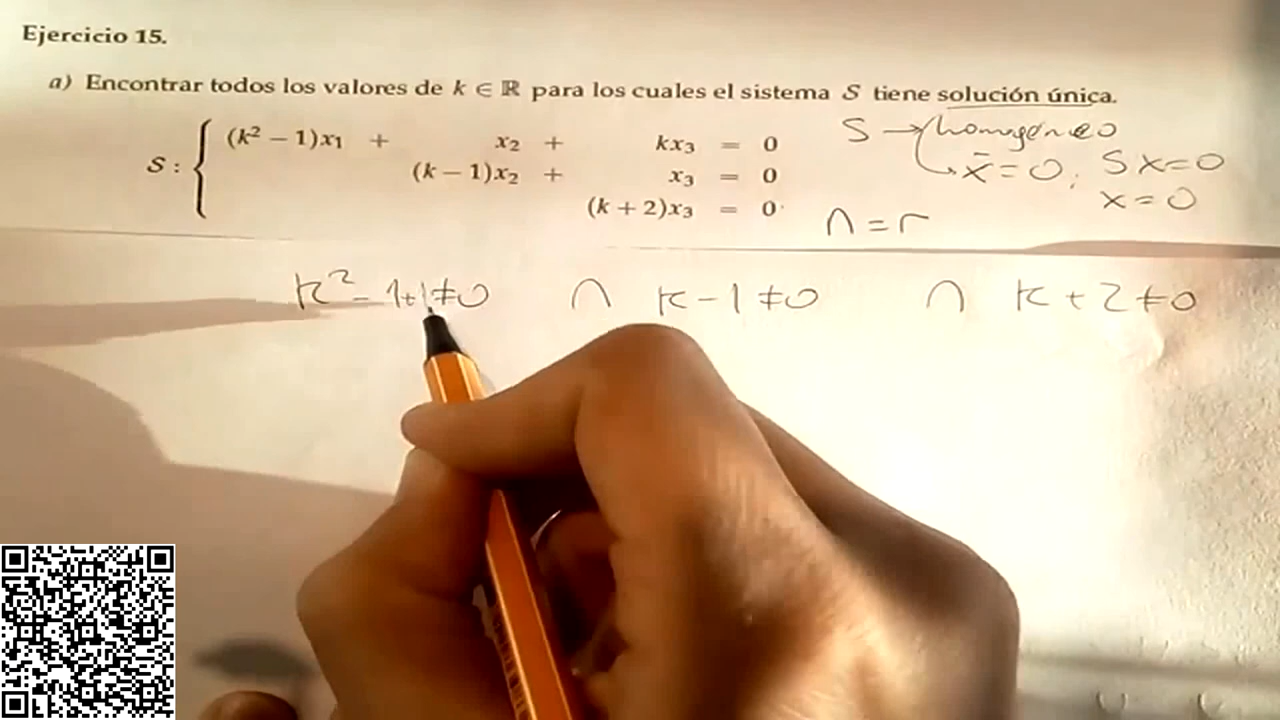 Ejercicio 15.
a) Encontrar todos los valores de k ∈ ℝ para los cuales el sistema S tiene solución única.
S : { (k² − 1)x₁ + x₂ + kx₃ = 0
(k − 1)x₂ + x₃ = 0
(k + 2)x₃ = 0
S → homogéneo
→ x̄ = 0; Sx=0
x=0
n = r
k² − 1+1≠0 ∩ k − 1 ≠0 ∩ k + 2 ≠0